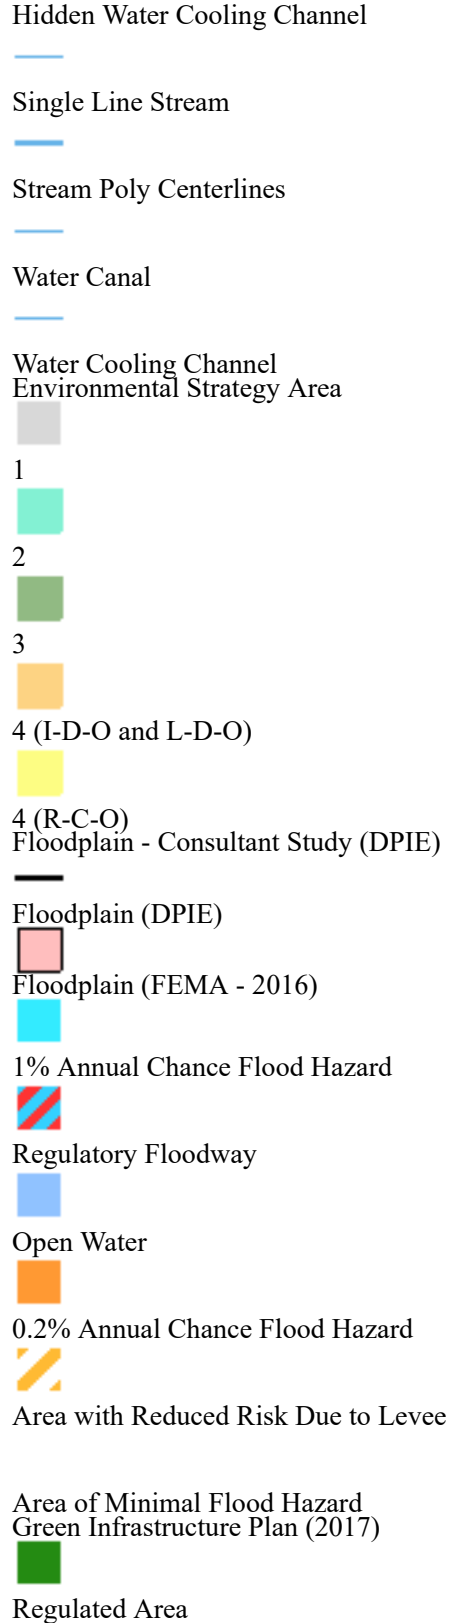 Hidden Water Cooling Channel
Single Line Stream
Stream Poly Centerlines
Water Canal
Water Cooling Channel
Environmental Strategy Area
1
2
3
4 (I-D-O and L-D-O)
4 (R-C-O)
Floodplain - Consultant Study (DPIE)
Floodplain (DPIE)
Floodplain (FEMA - 2016)
1% Annual Chance Flood Hazard
Regulatory Floodway
Open Water
0.2% Annual Chance Flood Hazard
Area with Reduced Risk Due to Levee
Area of Minimal Flood Hazard
Green Infrastructure Plan (2017)
Regulated Area